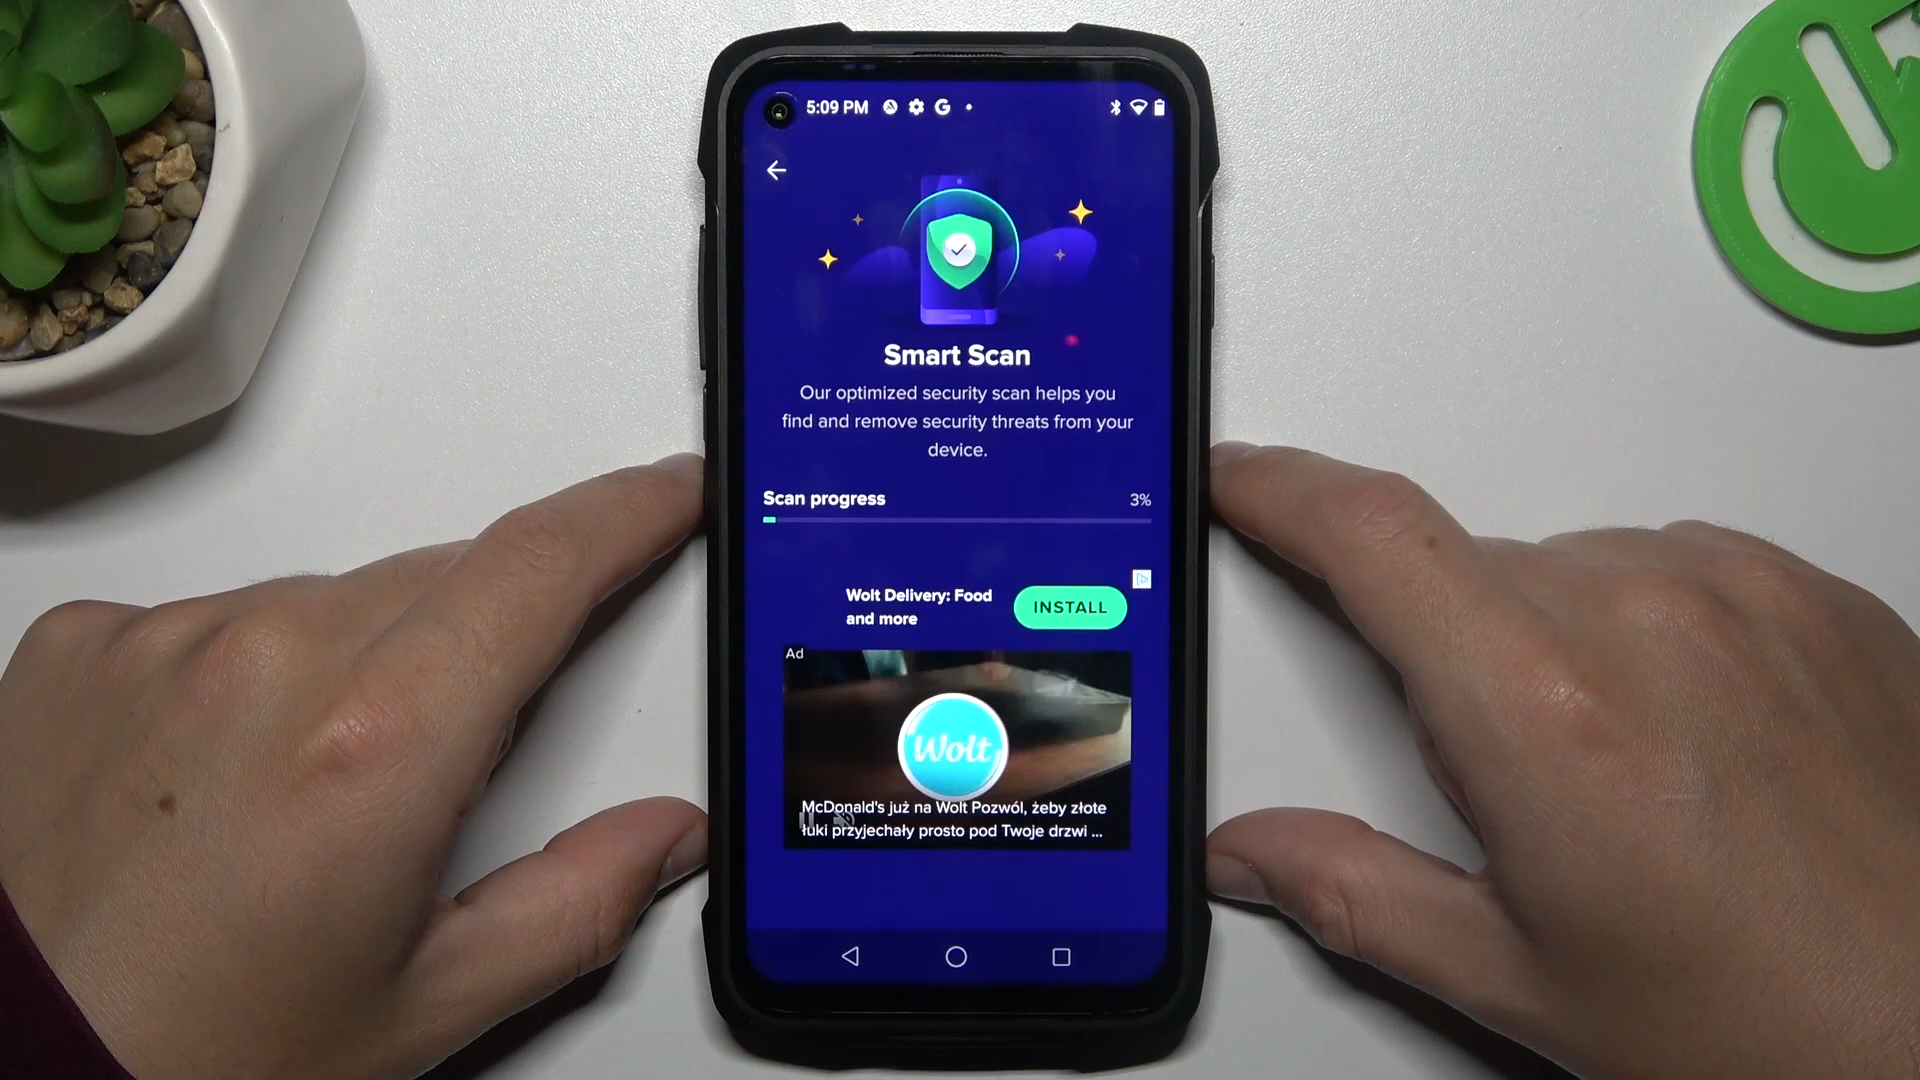 5:09 PM
Smart Scan
Our optimized security scan helps you
find and remove security threats from your
device.
Scan progress
3%
Wolt Delivery: Food
and more
INSTALL
Ad
Wolt
McDonald's już na Wolt Pozwól, żeby złote
łuki przyjechały prosto pod Twoje drzwi ...